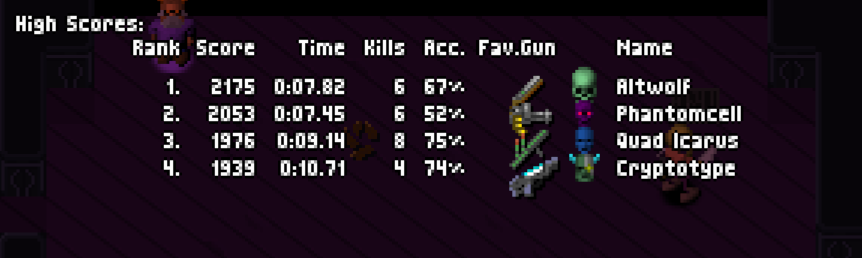 High Scores:
Rank Score Time Kills Acc. Fav.Gun Name
1. 2175 0:07.82 6 67% Altwolf
2. 2053 0:07.45 6 52% Phantomcell
3. 1976 0:09.14 8 75% Quad Icarus
4. 1939 0:10.71 4 74% Cryptotype